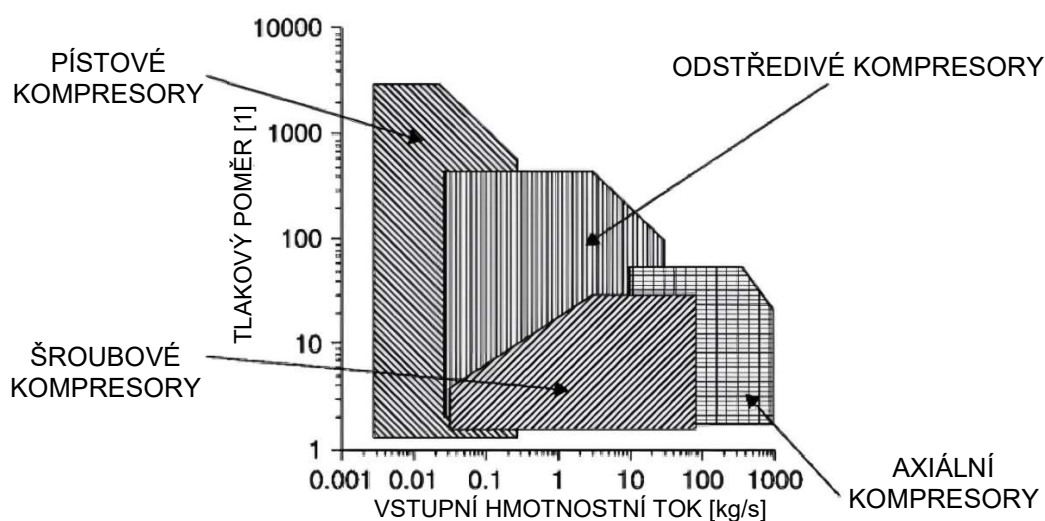 PÍSTOVÉ
KOMPRESORY
ODSTŘEDIVÉ KOMPRESORY
ŠROUBOVÉ
KOMPRESORY
AXIÁLNÍ
KOMPRESORY
TLAKOVÝ POMĚR [1]
10000
1000
100
10
1
0.001 0.01 0.1 1 10 100 1000
VSTUPNÍ HMOTNOSTNÍ TOK [kg/s]